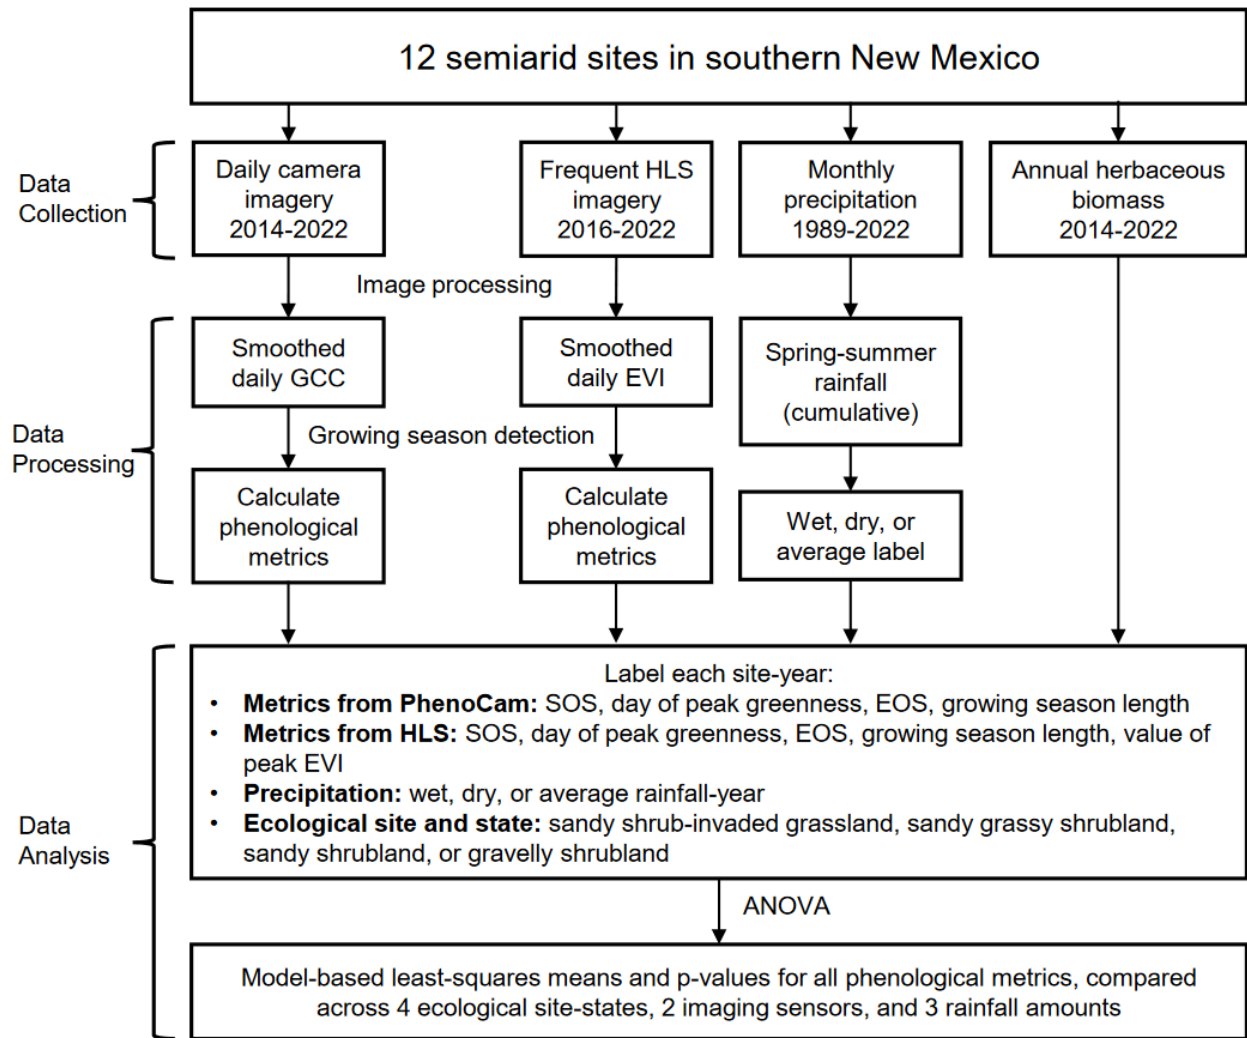 12 semiarid sites in southern New Mexico
Data
Collection
Daily camera
imagery
2014-2022
Frequent HLS
imagery
2016-2022
Monthly
precipitation
1989-2022
Annual herbaceous
biomass
2014-2022
Image processing
Data
Processing
Smoothed
daily GCC
Smoothed
daily EVI
Spring-summer
rainfall
(cumulative)
Growing season detection
Calculate
phenological
metrics
Calculate
phenological
metrics
Wet, dry, or
average label
Data
Analysis
Label each site-year:
• Metrics from PhenoCam: SOS, day of peak greenness, EOS, growing season length
• Metrics from HLS: SOS, day of peak greenness, EOS, growing season length, value of
peak EVI
• Precipitation: wet, dry, or average rainfall-year
• Ecological site and state: sandy shrub-invaded grassland, sandy grassy shrubland,
sandy shrubland, or gravelly shrubland
ANOVA
Model-based least-squares means and p-values for all phenological metrics, compared
across 4 ecological site-states, 2 imaging sensors, and 3 rainfall amounts